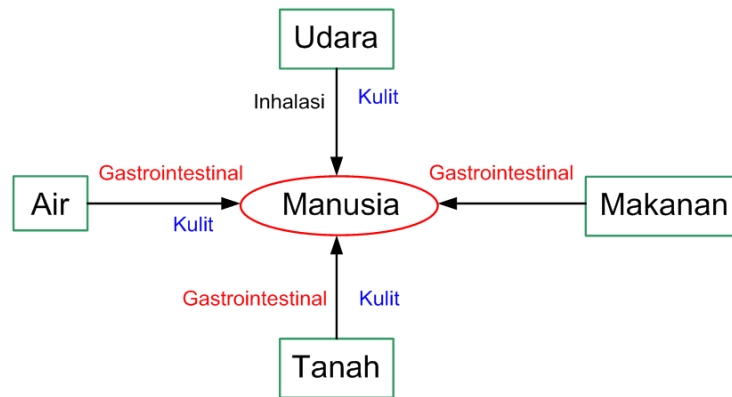 Udara
Inhalasi
Kulit
Gastrointestinal
Gastrointestinal
Air
Manusia
Makanan
Kulit
Gastrointestinal
Kulit
Tanah